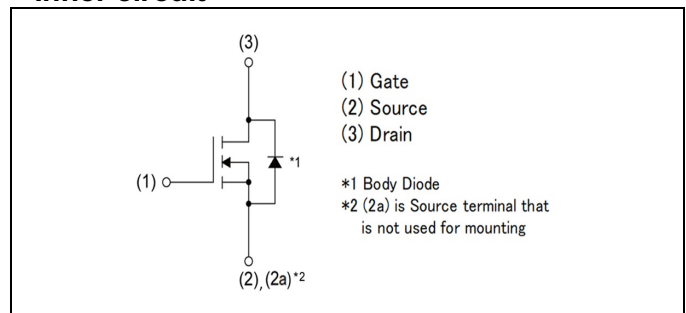 (3)
(1) Gate
(2) Source
(3) Drain
*1
(1)
*1 Body Diode
*2 (2a) is Source terminal that
is not used for mounting
(2), (2a)*2